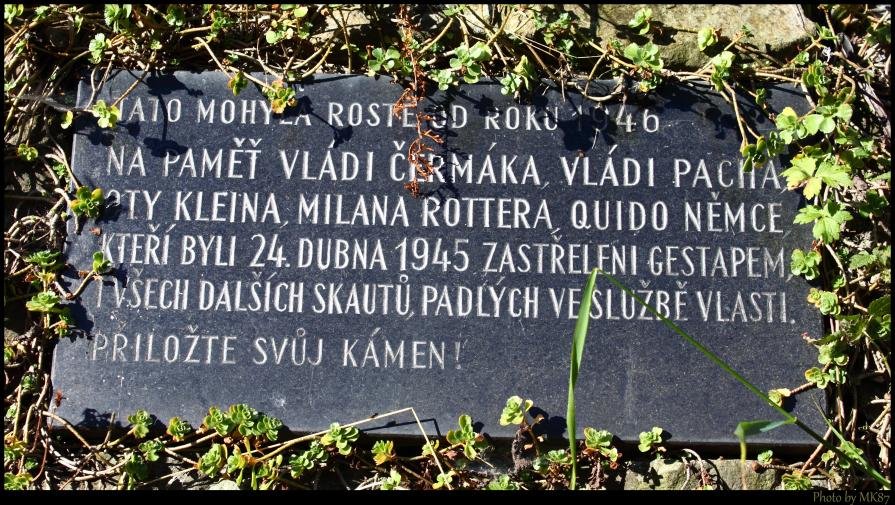 TATO MOHYLA ROSTE OD ROKU 1946
NA PAMĚŤ VLÁDI ČERMÁKA, VLÁDI PACHA,
OTY KLEINA, MILANA ROTTERA, QUIDO NĚMCE,
KTEŘÍ BYLI 24. DUBNA 1945 ZASTŘELENI GESTAPEM,
I VŠECH DALŠÍCH SKAUTŮ, PADLÝCH VE SLUŽBĚ VLASTI.
PŘILOŽTE SVŮJ KÁMEN!
Photo by MK87